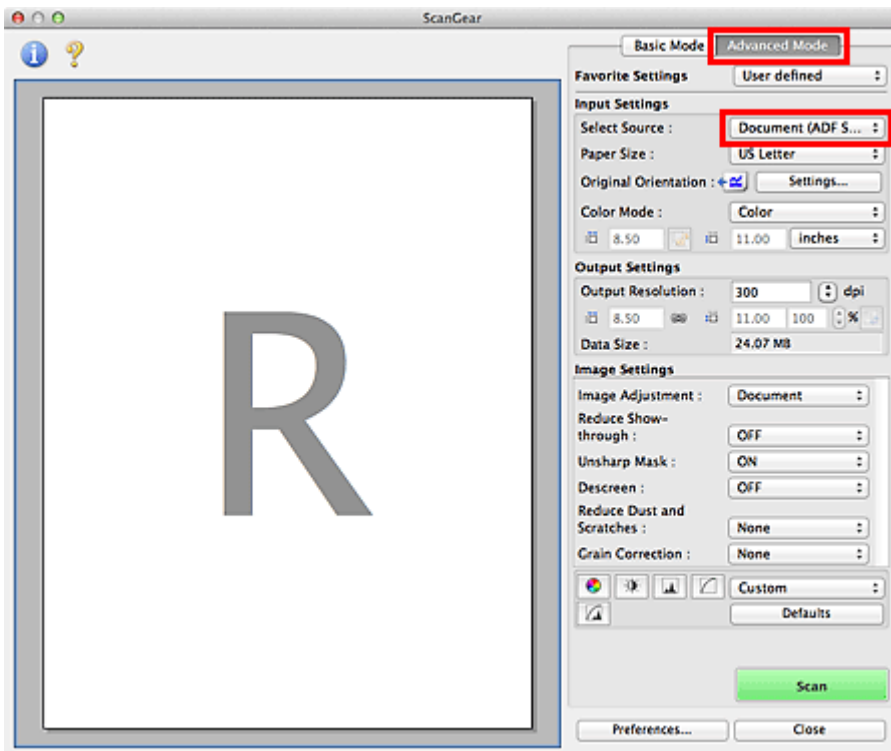 ScanGear
Basic Mode Advanced Mode
Favorite Settings User defined
Input Settings
Select Source : Document (ADF S...
Paper Size : US Letter
Original Orientation : Settings...
Color Mode : Color
8.50 11.00 inches
Output Settings
Output Resolution : 300 dpi
8.50 11.00 100 %
Data Size : 24.07 MB
Image Settings
Image Adjustment : Document
Reduce Show-
through : OFF
Unsharp Mask : ON
Descreen : OFF
Reduce Dust and
Scratches : None
Grain Correction : None
Custom
Defaults
Scan
Preferences... Close
R